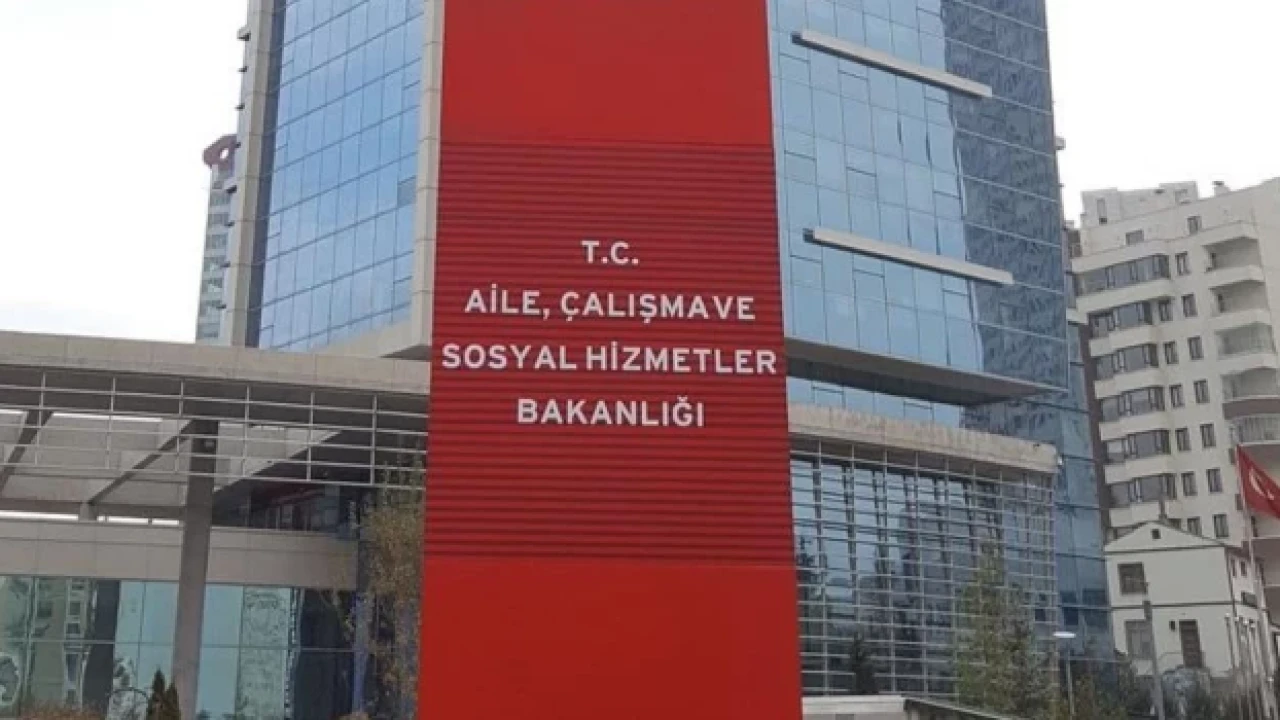 T.C.
AİLE, ÇALIŞMAVE
SOSYAL HİZMETLER
BAKANLIĞI